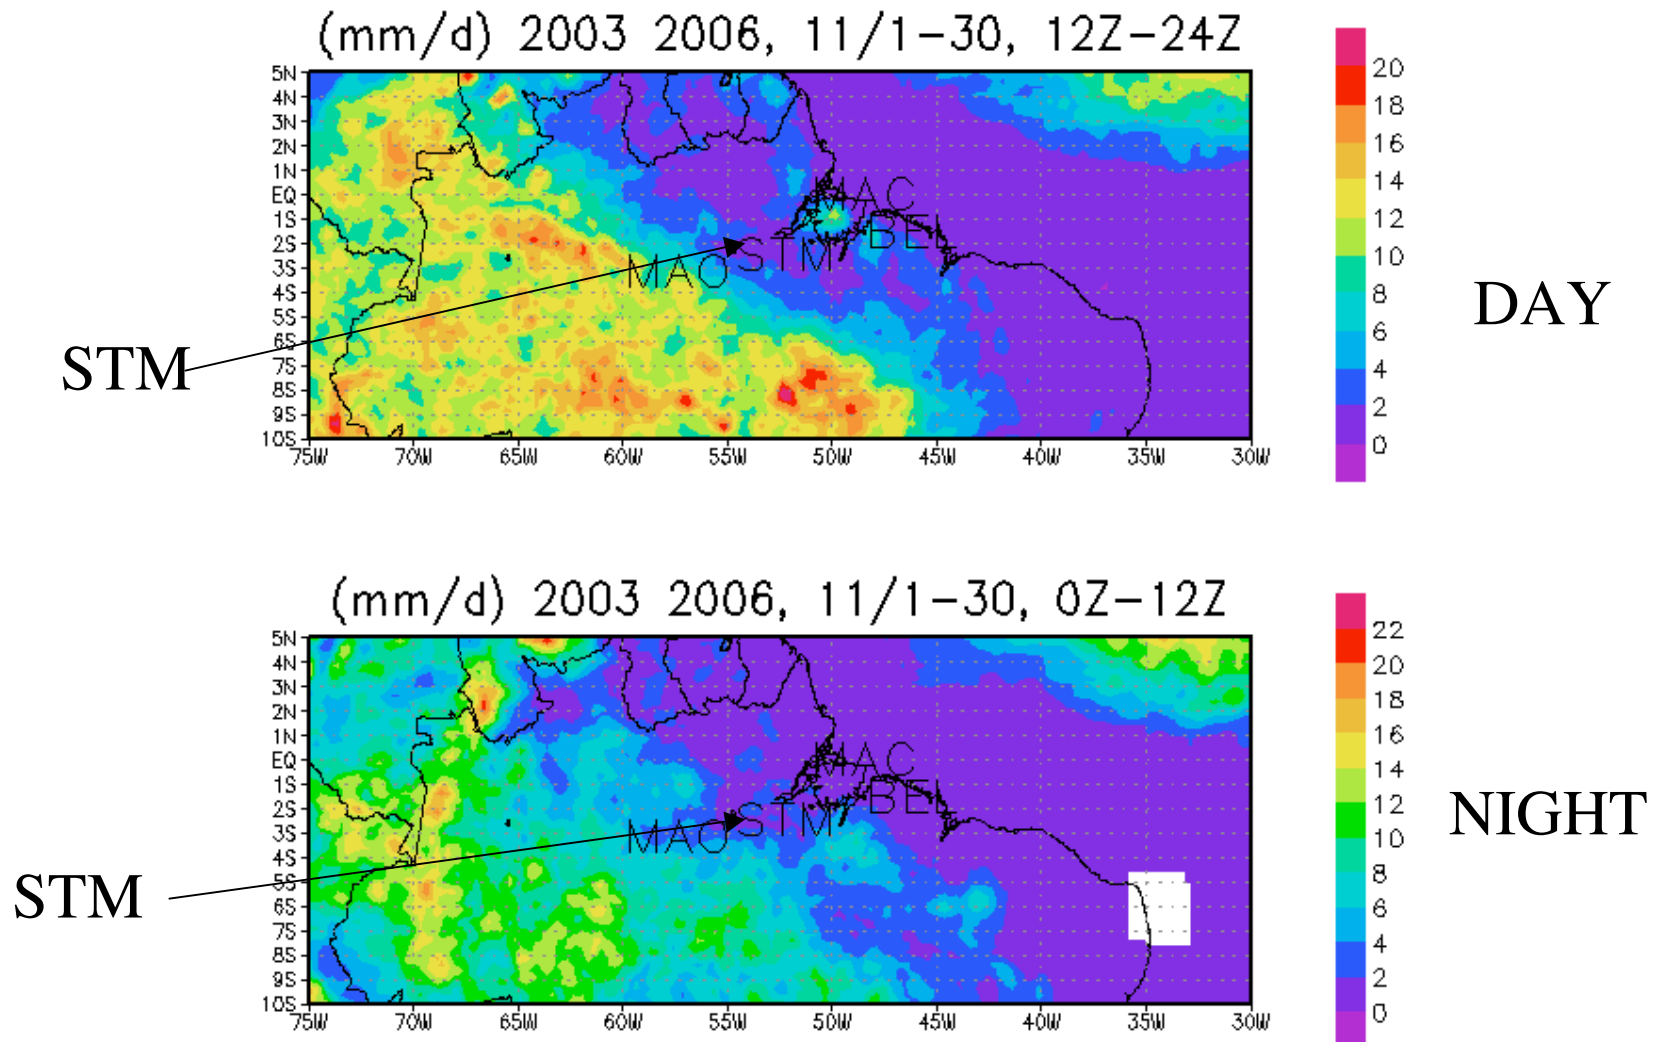 (mm/d) 2003 2006, 11/1-30, 12Z-24Z
5N
4N
3N
2N
1N
EQ
1S
2S
3S
4S
5S
6S
7S
8S
9S
10S
75W 70W 65W 60W 55W 50W 45W 40W 35W 30W
MAC
BEL
STM
MAO
STM
20
18
16
14
12
10
8
6
4
2
0
DAY
(mm/d) 2003 2006, 11/1-30, 0Z-12Z
5N
4N
3N
2N
1N
EQ
1S
2S
3S
4S
5S
6S
7S
8S
9S
10S
75W 70W 65W 60W 55W 50W 45W 40W 35W 30W
MAC
BEL
STM
MAO
STM
22
20
18
16
14
12
10
8
6
4
2
0
NIGHT